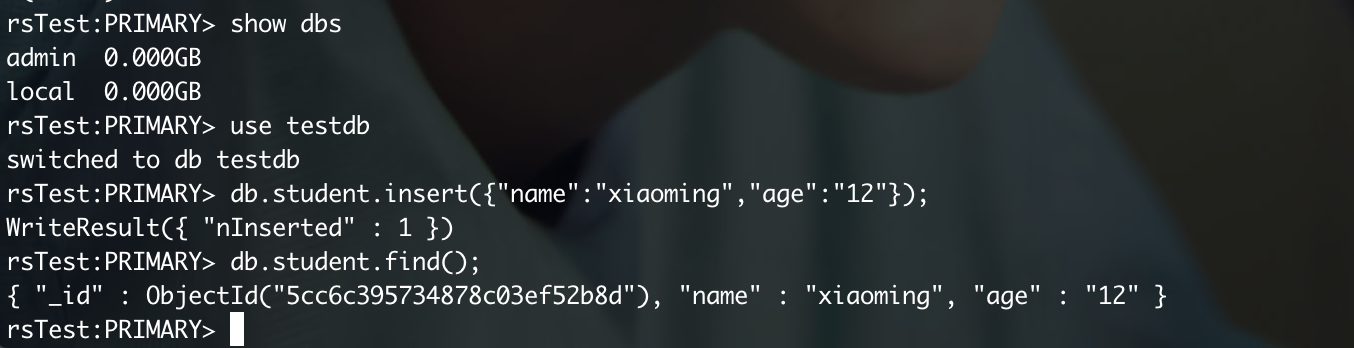 rsTest:PRIMARY> show dbs
admin  0.000GB
local  0.000GB
rsTest:PRIMARY> use testdb
switched to db testdb
rsTest:PRIMARY> db.student.insert({"name":"xiaoming","age":"12"});
WriteResult({ "nInserted" : 1 })
rsTest:PRIMARY> db.student.find();
{ "_id" : ObjectId("5cc6c395734878c03ef52b8d"), "name" : "xiaoming", "age" : "12" }
rsTest:PRIMARY>